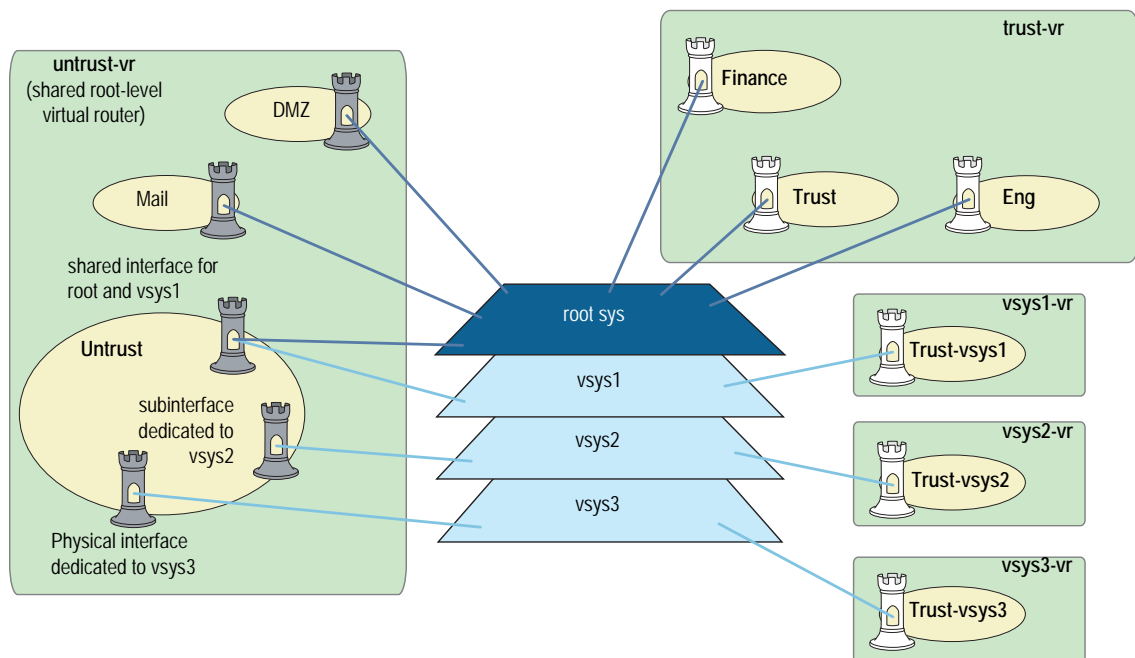 untrust-vr
(shared root-level
virtual router)
DMZ
Mail
shared interface for
root and vsys1
Untrust
subinterface
dedicated to
vsys2
Physical interface
dedicated to vsys3
root sys
vsys1
vsys2
vsys3
trust-vr
Finance
Trust
Eng
vsys1-vr
Trust-vsys1
vsys2-vr
Trust-vsys2
vsys3-vr
Trust-vsys3